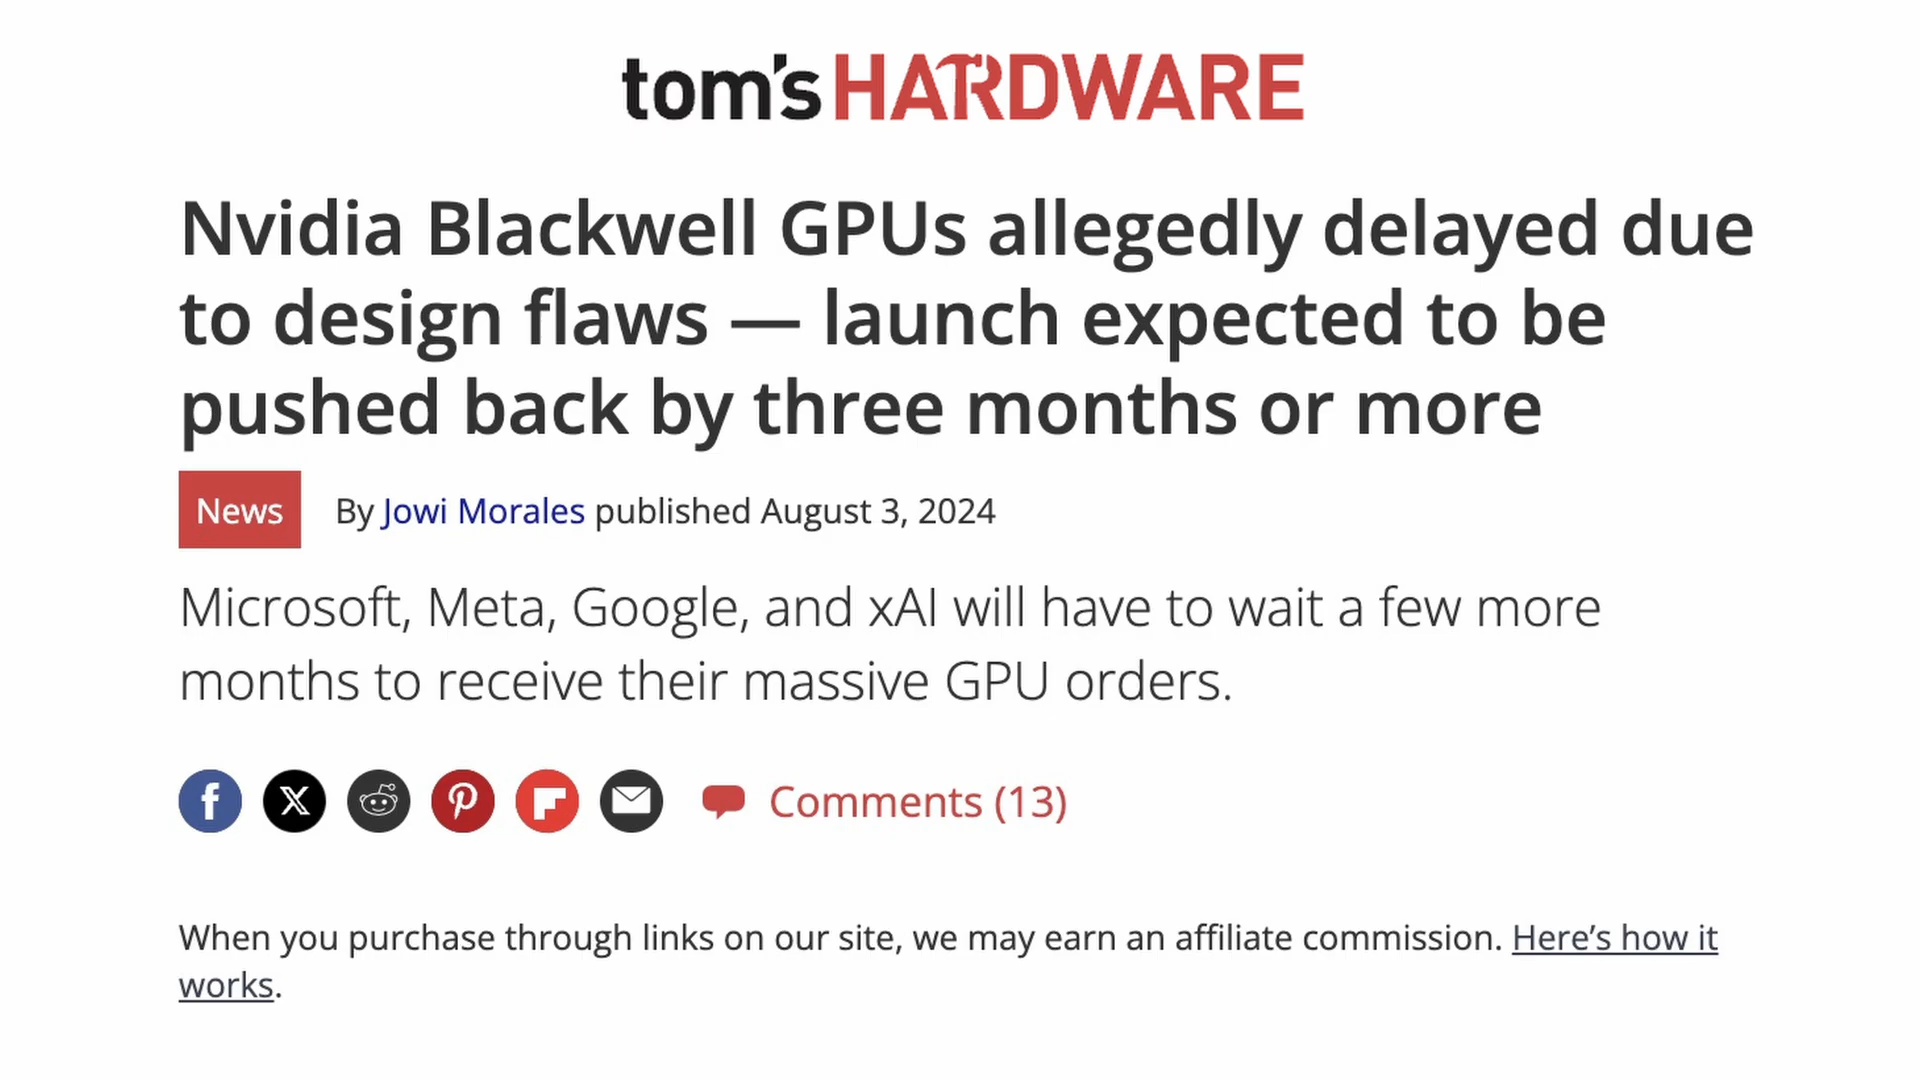 tom's HARDWARE
Nvidia Blackwell GPUs allegedly delayed due
to design flaws — launch expected to be
pushed back by three months or more
News By Jowi Morales published August 3, 2024
Microsoft, Meta, Google, and xAI will have to wait a few more
months to receive their massive GPU orders.
Comments (13)
When you purchase through links on our site, we may earn an affiliate commission. Here’s how it
works.